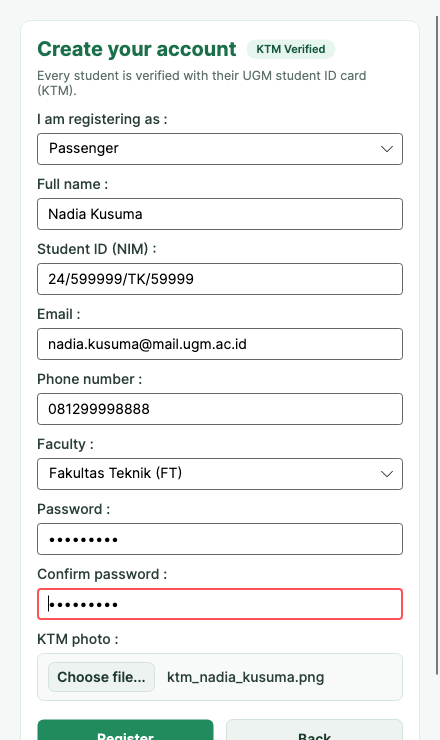 Create your account KTM Verified
Every student is verified with their UGM student ID card
(KTM).
I am registering as :
Passenger
Full name :
Nadia Kusuma
Student ID (NIM) :
24/599999/TK/59999
Email :
nadia.kusuma@mail.ugm.ac.id
Phone number :
081299998888
Faculty :
Fakultas Teknik (FT)
Password :
•••••••••
Confirm password :
•••••••••
KTM photo :
Choose file... ktm_nadia_kusuma.png
Register Back